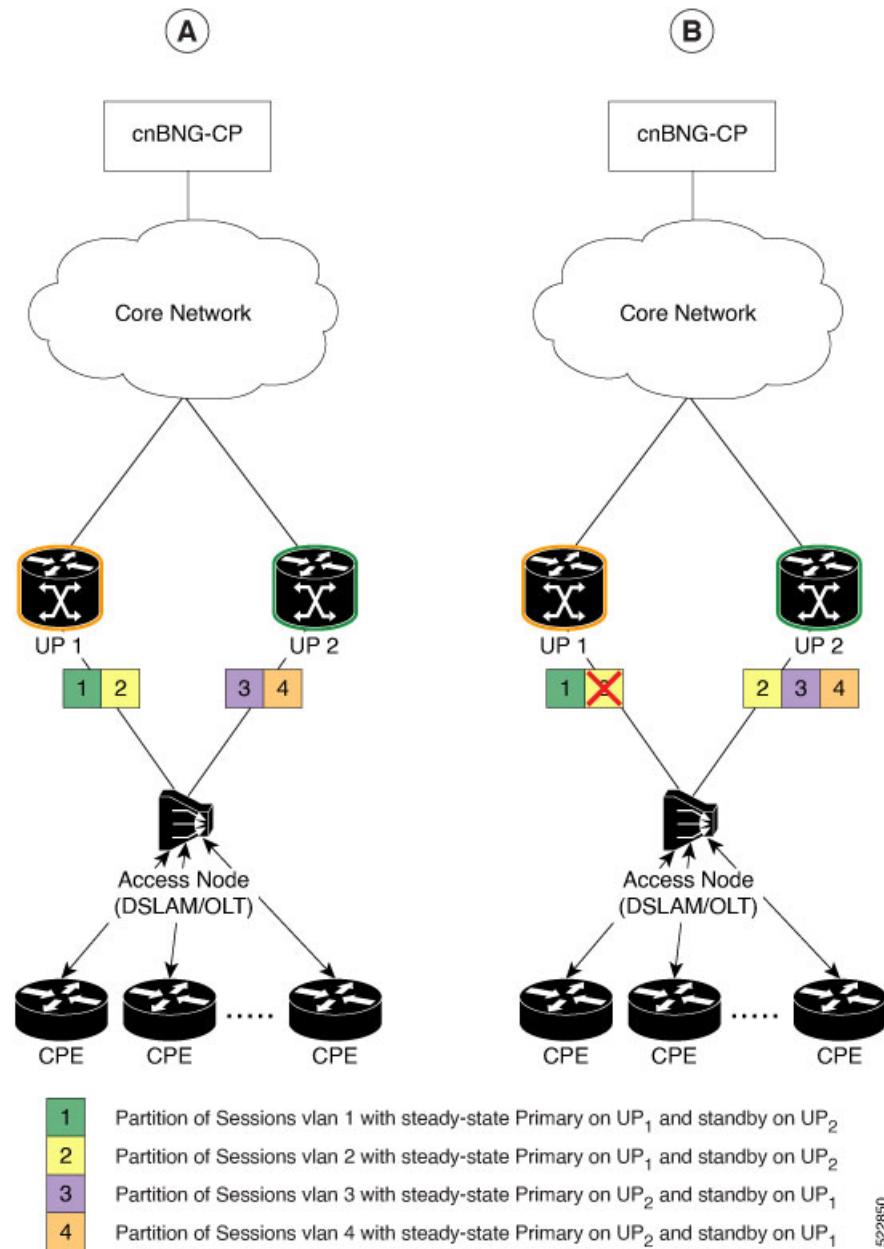 A
B
cnBNG-CP
cnBNG-CP
Core Network
Core Network
UP 1
UP 2
UP 1
UP 2
1 2
3 4
1
2 3 4
Access Node
(DSLAM/OLT)
Access Node
(DSLAM/OLT)
CPE
CPE
.....
CPE
CPE
CPE
.....
CPE
1 Partition of Sessions vlan 1 with steady-state Primary on UP1 and standby on UP2
2 Partition of Sessions vlan 2 with steady-state Primary on UP1 and standby on UP2
3 Partition of Sessions vlan 3 with steady-state Primary on UP2 and standby on UP1
4 Partition of Sessions vlan 4 with steady-state Primary on UP2 and standby on UP1
522850